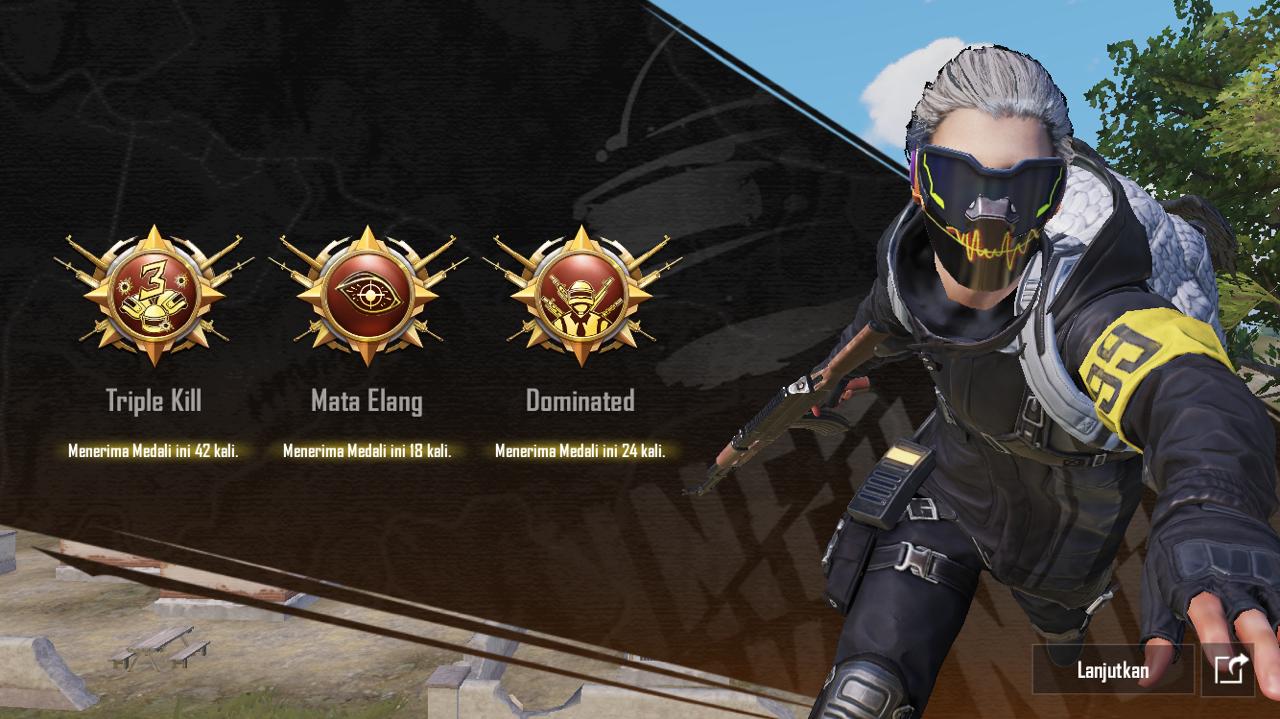 3
Triple Kill
Mata Elang
Dominated
Menerima Medali ini 42 kali.
Menerima Medali ini 18 kali.
Menerima Medali ini 24 kali.
Lanjutkan